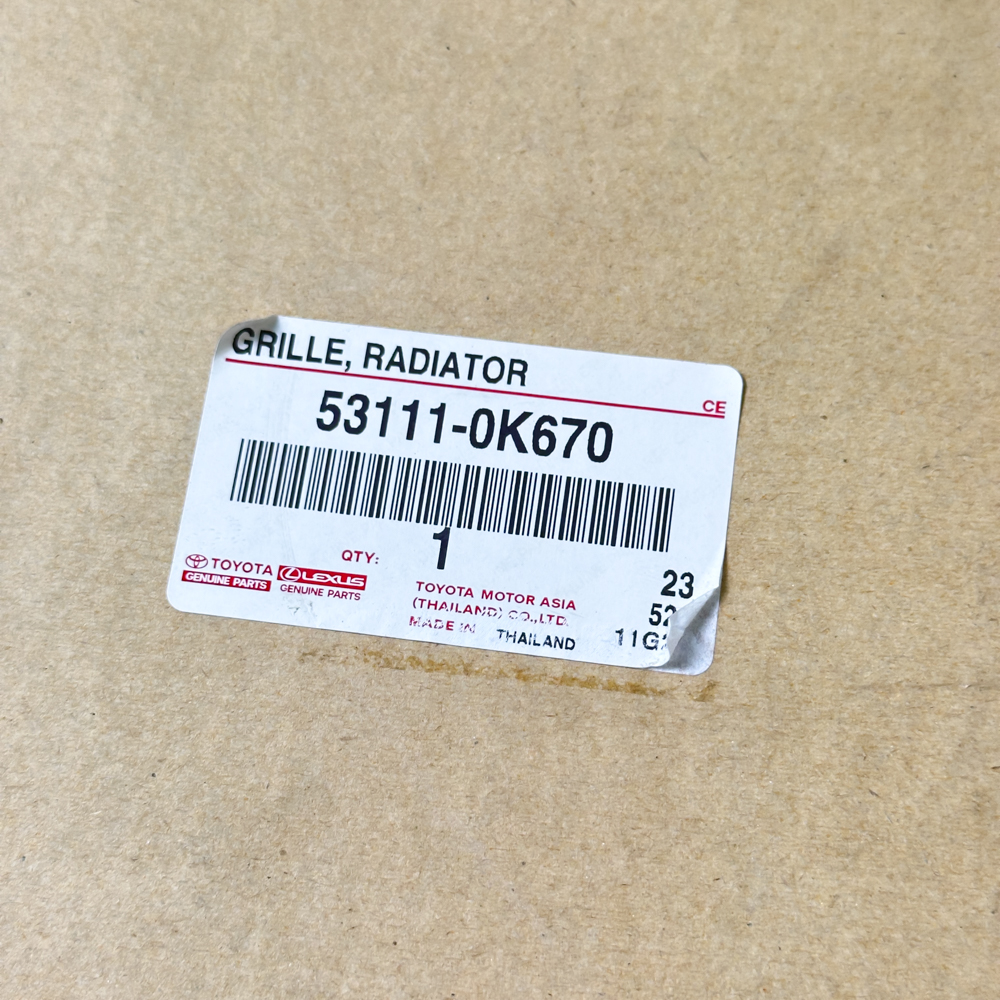 GRILLE, RADIATOR
CE
53111-0K670
QTY: 1
TOYOTA
GENUINE PARTS
LEXUS
GENUINE PARTS
TOYOTA MOTOR ASIA
(THAILAND) CO.,LTD.
MADE IN THAILAND
23